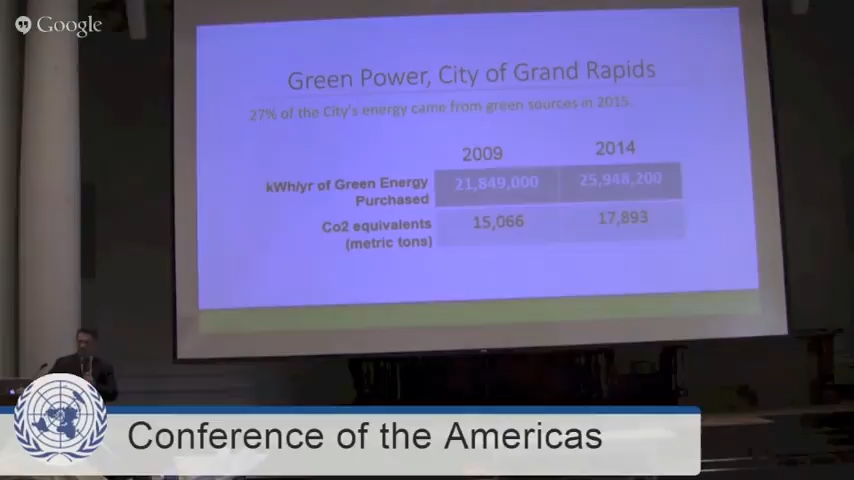 Google
Green Power, City of Grand Rapids
27% of the City's energy came from green sources in 2015.
2009 2014
kWh/yr of Green Energy Purchased 21,849,000 25,948,200
Co2 equivalents (metric tons) 15,066 17,893
Conference of the Americas